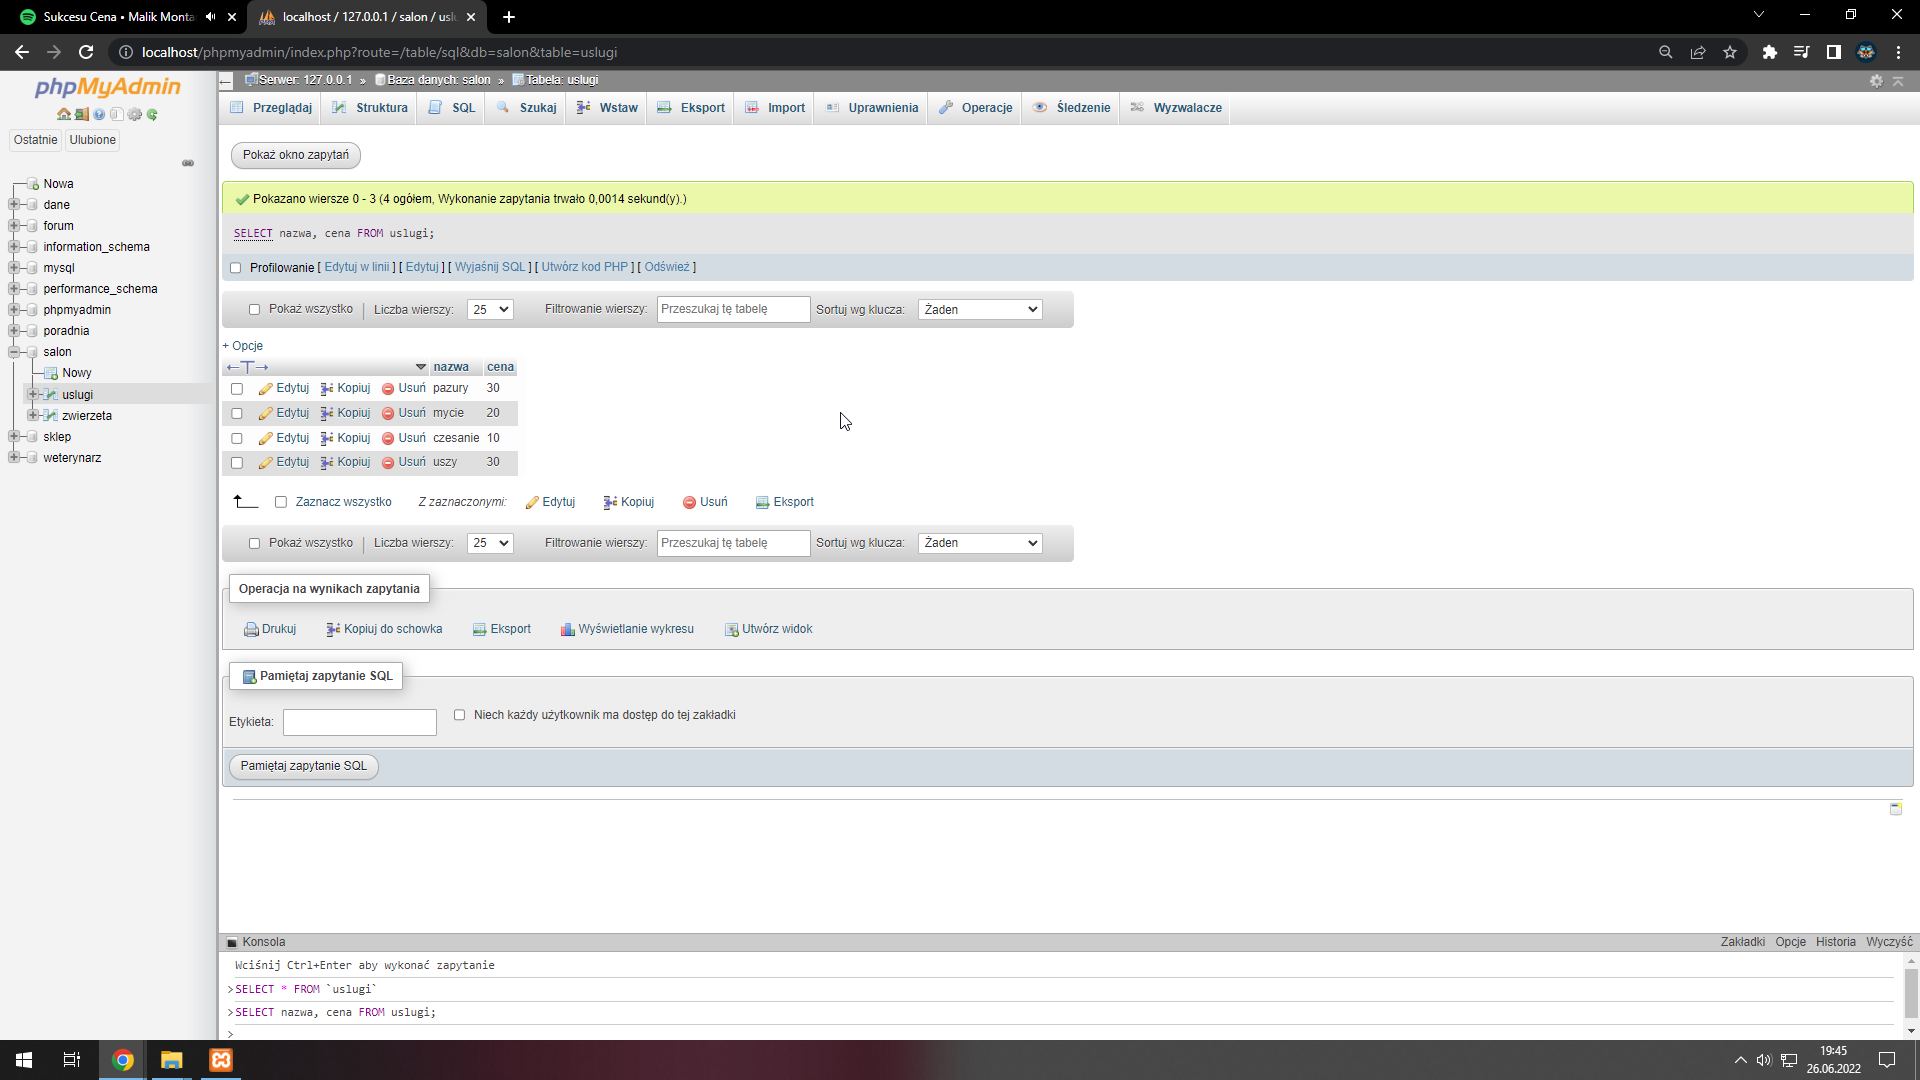 Sukcesu Cena • Malik Monta
localhost / 127.0.0.1 / salon / uslu
localhost/phpmyadmin/index.php?route=/table/sql&db=salon&table=uslugi
phpMyAdmin
Ostatnie
Ulubione
Nowa
dane
forum
information_schema
mysql
performance_schema
phpmyadmin
poradnia
salon
Nowy
uslugi
zwierzeta
sklep
weterynarz
Serwer: 127.0.0.1 » Baza danych: salon » Tabela: uslugi
Przeglądaj Struktura SQL Szukaj Wstaw Eksport Import Uprawnienia Operacje Śledzenie Wyzwalacze
Pokaż okno zapytań
Pokazano wiersze 0 - 3 (4 ogółem, Wykonanie zapytania trwało 0,0014 sekund(y).)
SELECT nazwa, cena FROM uslugi;
Profilowanie [ Edytuj w linii ] [ Edytuj ] [ Wyjaśnij SQL ] [ Utwórz kod PHP ] [ Odśwież ]
Pokaż wszystko | Liczba wierszy: 25 Filtrowanie wierszy: Przeszukaj tę tabelę Sortuj wg klucza: Żaden
+ Opcje
←T→ nazwa cena
Edytuj Kopiuj Usuń pazury 30
Edytuj Kopiuj Usuń mycie 20
Edytuj Kopiuj Usuń czesanie 10
Edytuj Kopiuj Usuń uszy 30
Zaznacz wszystko Z zaznaczonymi: Edytuj Kopiuj Usuń Eksport
Pokaż wszystko | Liczba wierszy: 25 Filtrowanie wierszy: Przeszukaj tę tabelę Sortuj wg klucza: Żaden
Operacja na wynikach zapytania
Drukuj Kopiuj do schowka Eksport Wyświetlanie wykresu Utwórz widok
Pamiętaj zapytanie SQL
Etykieta: Niech każdy użytkownik ma dostęp do tej zakładki
Pamiętaj zapytanie SQL
Konsola Zakładki Opcje Historia Wyczyść
Wciśnij Ctrl+Enter aby wykonać zapytanie
>SELECT * FROM `uslugi`
>SELECT nazwa, cena FROM uslugi;
>
19:45
26.06.2022